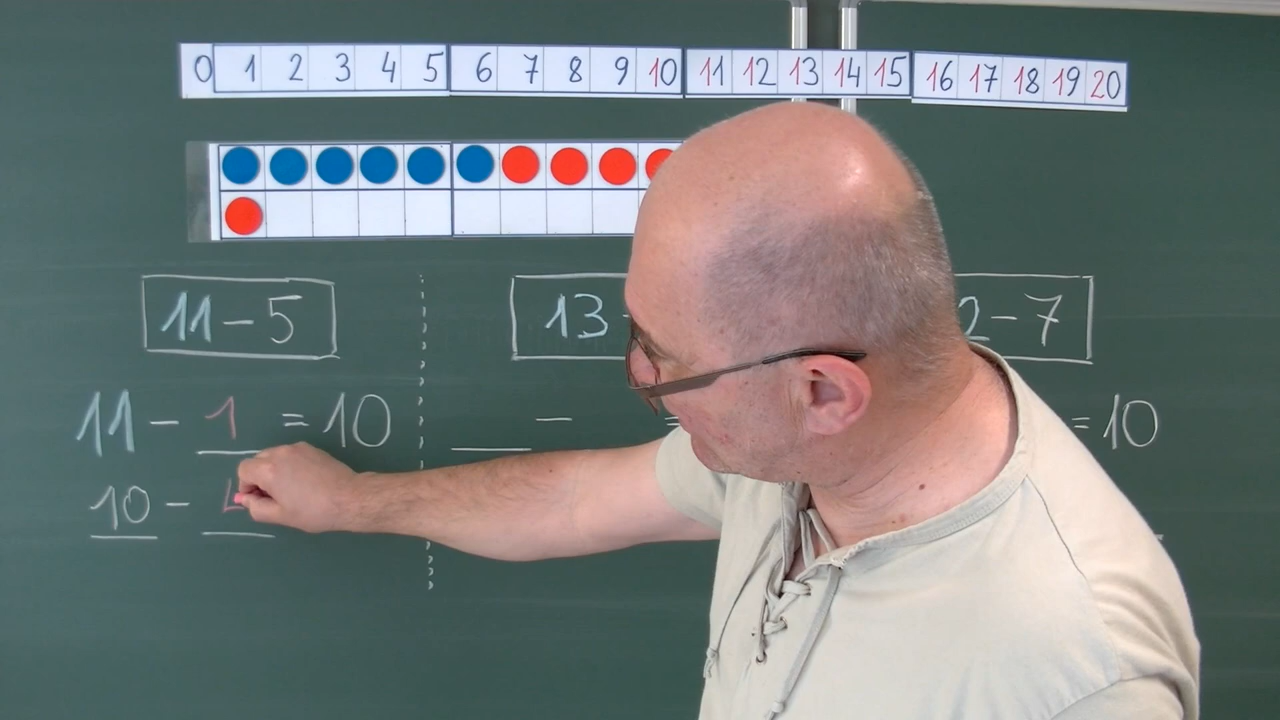 0 1 2 3 4 5 6 7 8 9 10 11 12 13 14 15 16 17 18 19 20
11 - 5 13 2 - 7
11 - 1 = 10 - = = 10
10 -